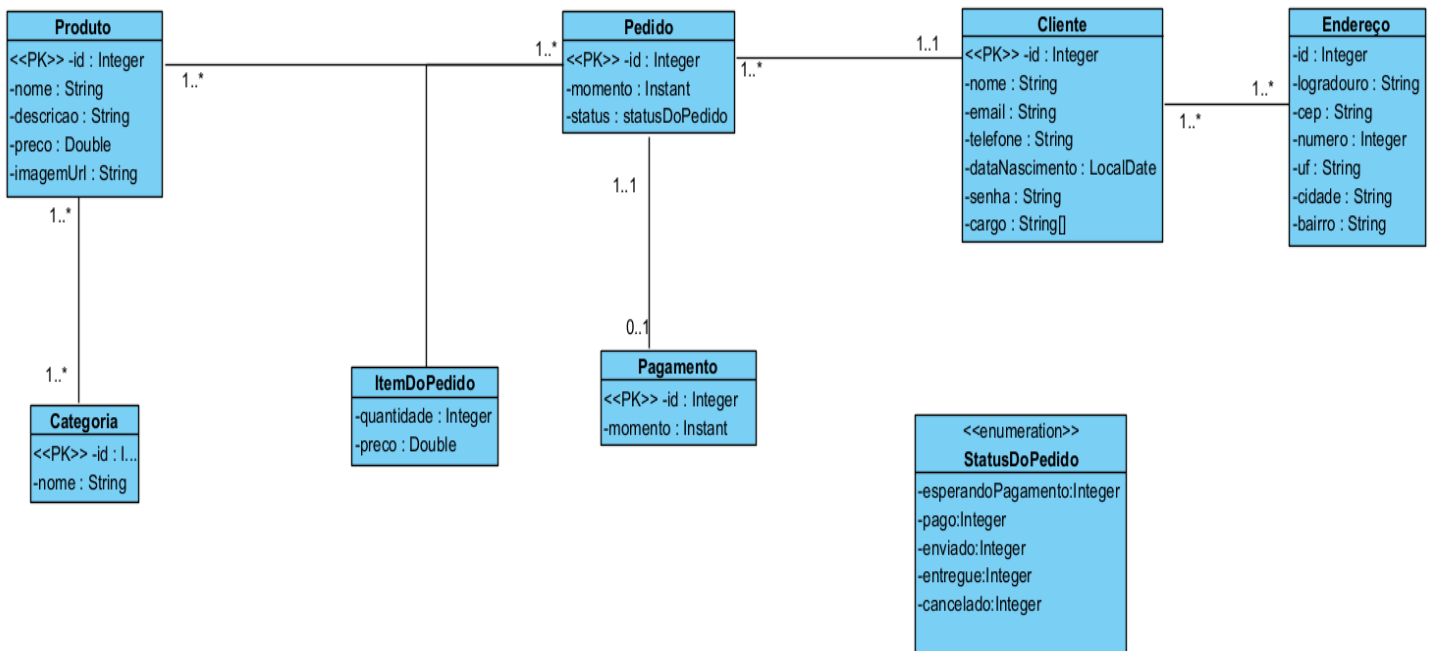 Produto
<<PK>> -id : Integer
-nome : String
-descricao : String
-preco : Double
-imagemUrl : String
1..*
1..*
Pedido
<<PK>> -id : Integer
-momento : Instant
-status : statusDoPedido
1..*
1..1
Cliente
<<PK>> -id : Integer
-nome : String
-email : String
-telefone : String
-dataNascimento : LocalDate
-senha : String
-cargo : String[]
1..*
1..*
Endereço
-id : Integer
-logradouro : String
-cep : String
-numero : Integer
-uf : String
-cidade : String
-bairro : String
1..*
1..*
Categoria
<<PK>> -id : I...
-nome : String
ItemDoPedido
-quantidade : Integer
-preco : Double
1..1
0..1
Pagamento
<<PK>> -id : Integer
-momento : Instant
<<enumeration>>
StatusDoPedido
-esperandoPagamento:Integer
-pago:Integer
-enviado:Integer
-entregue:Integer
-cancelado:Integer